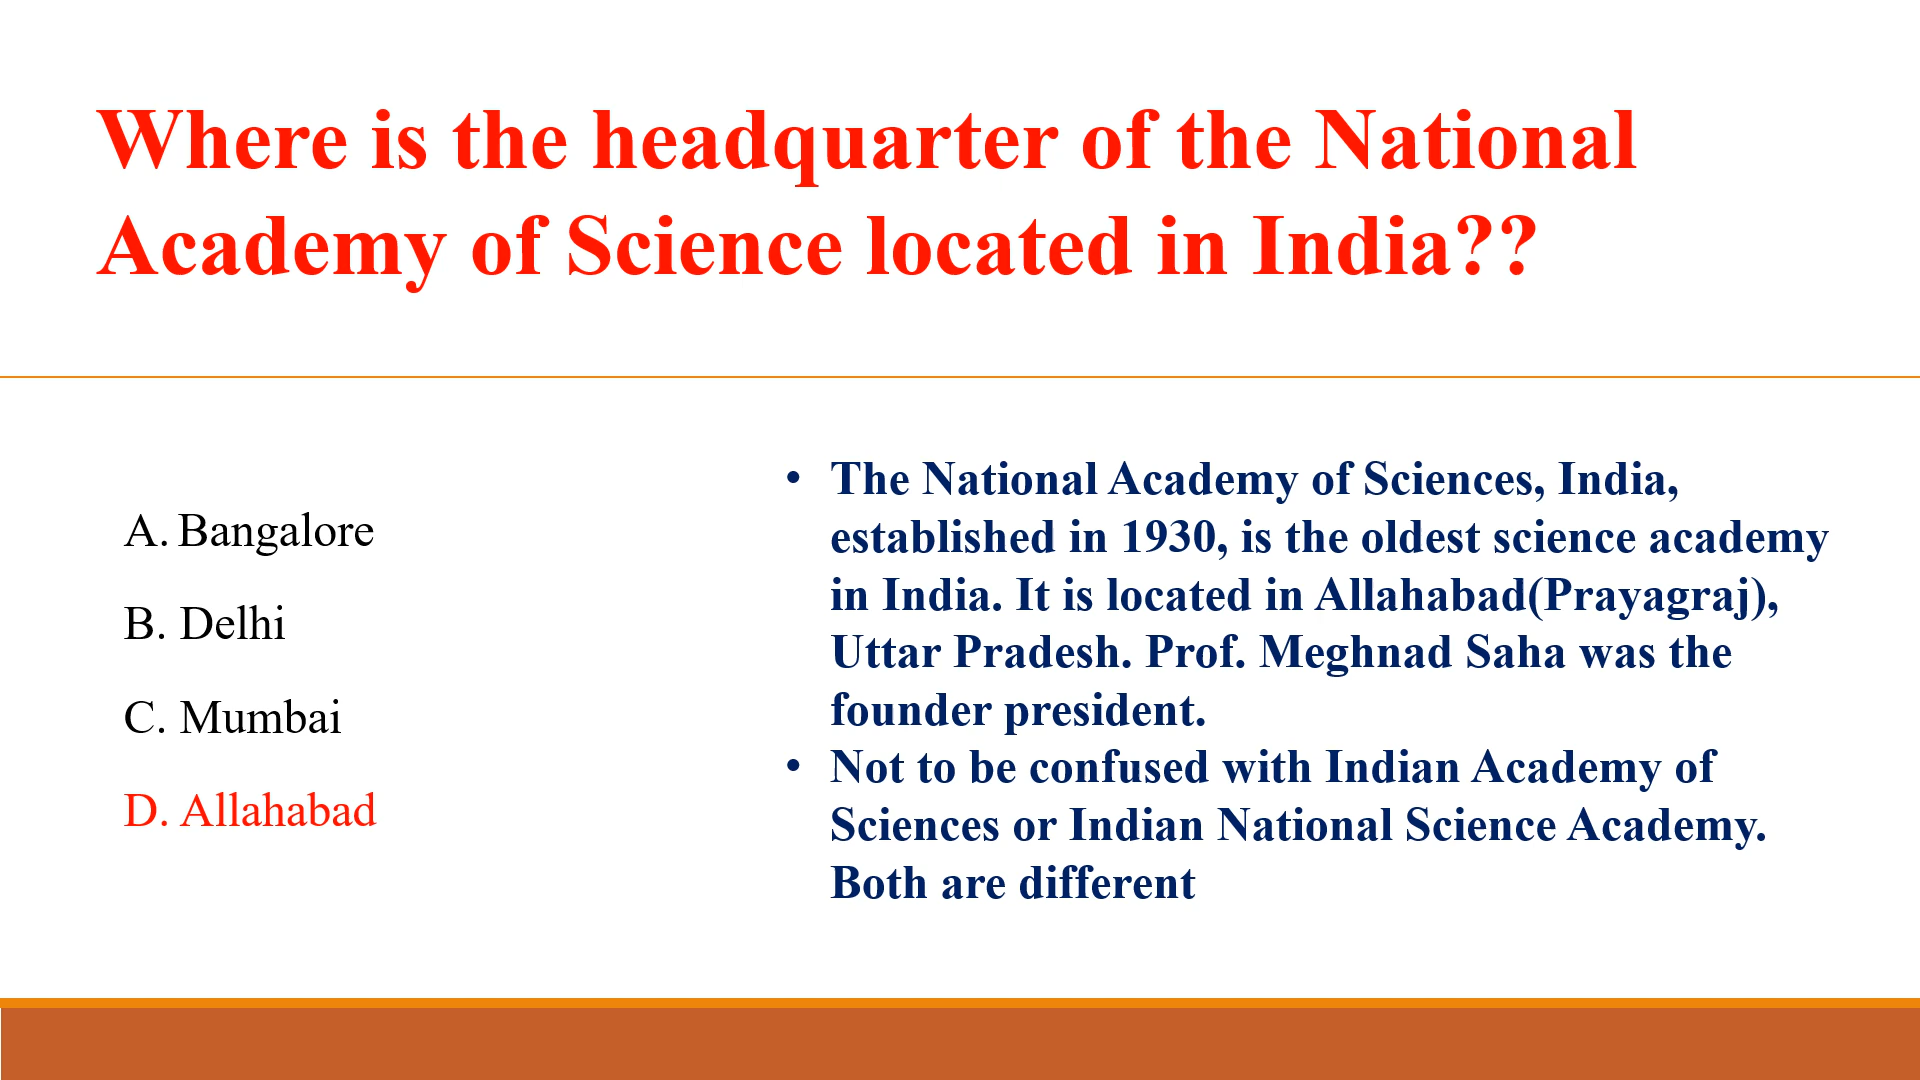 Where is the headquarter of the National
Academy of Science located in India??
A. Bangalore
B. Delhi
C. Mumbai
D. Allahabad
• The National Academy of Sciences, India,
established in 1930, is the oldest science academy
in India. It is located in Allahabad(Prayagraj),
Uttar Pradesh. Prof. Meghnad Saha was the
founder president.
• Not to be confused with Indian Academy of
Sciences or Indian National Science Academy.
Both are different